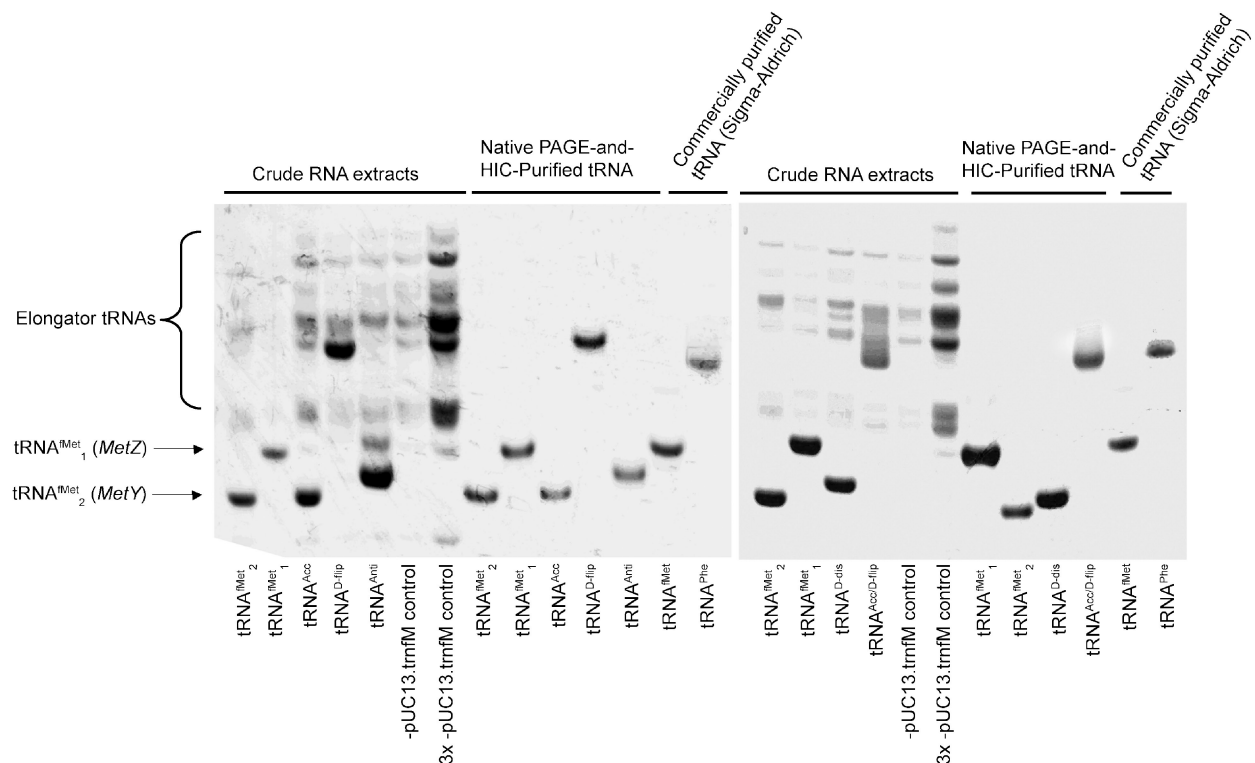 Crude RNA extracts
Native PAGE-and-
HIC-Purified tRNA
Commercially purified
tRNA (Sigma-Aldrich)
Crude RNA extracts
Native PAGE-and-
HIC-Purified tRNA
Commercially purified
tRNA (Sigma-Aldrich)
Elongator tRNAs
tRNAfMet1 (MetZ)
tRNAfMet2 (MetY)
tRNAfMet2
tRNAfMet1
tRNAAcc
tRNAD-flip
tRNAAnti
-pUC13.trnfM control
3x -pUC13.trnfM control
tRNAfMet2
tRNAfMet1
tRNAAcc
tRNAD-flip
tRNAAnti
tRNAfMet
tRNAPhe
tRNAfMet2
tRNAfMet1
tRNAD-dis
tRNAAcc/D-flip
-pUC13.trnfM control
3x -pUC13.trnfM control
tRNAfMet1
tRNAfMet2
tRNAD-dis
tRNAAcc/D-flip
tRNAfMet
tRNAPhe